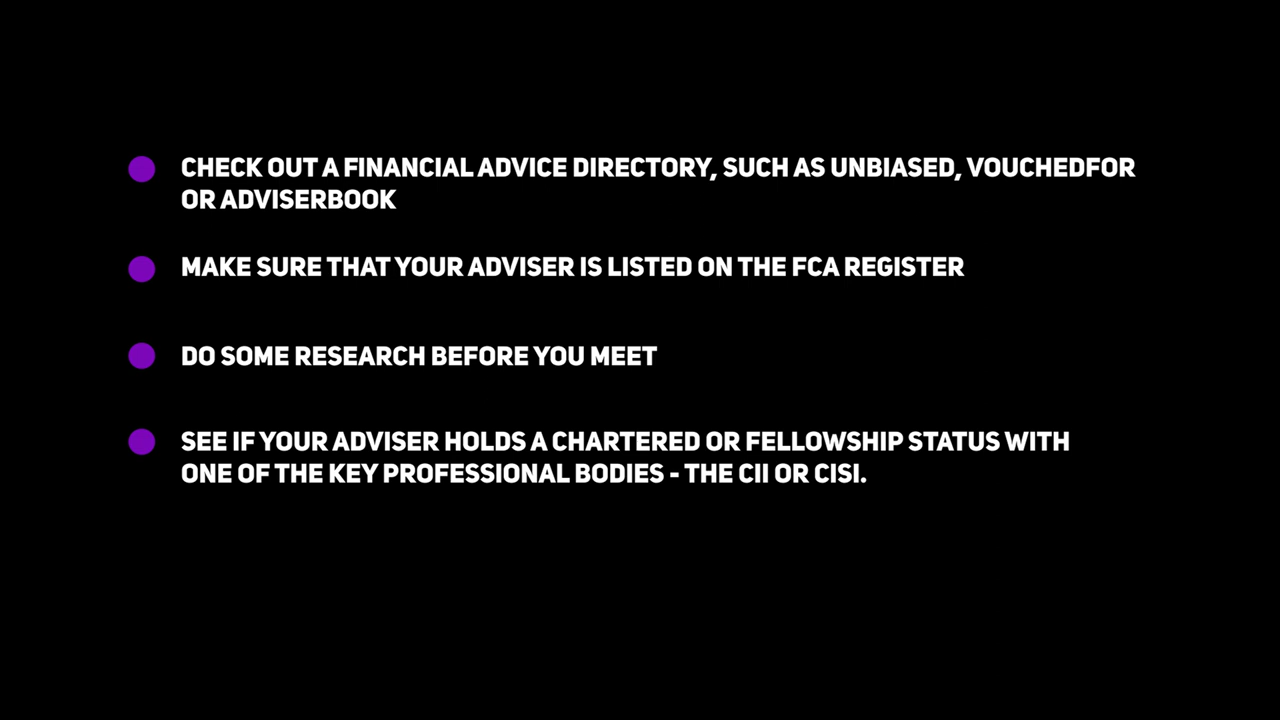 CHECK OUT A FINANCIAL ADVICE DIRECTORY, SUCH AS UNBIASED, VOUCHEDFOR
OR ADVISERBOOK
MAKE SURE THAT YOUR ADVISER IS LISTED ON THE FCA REGISTER
DO SOME RESEARCH BEFORE YOU MEET
SEE IF YOUR ADVISER HOLDS A CHARTERED OR FELLOWSHIP STATUS WITH
ONE OF THE KEY PROFESSIONAL BODIES - THE CII OR CISI.